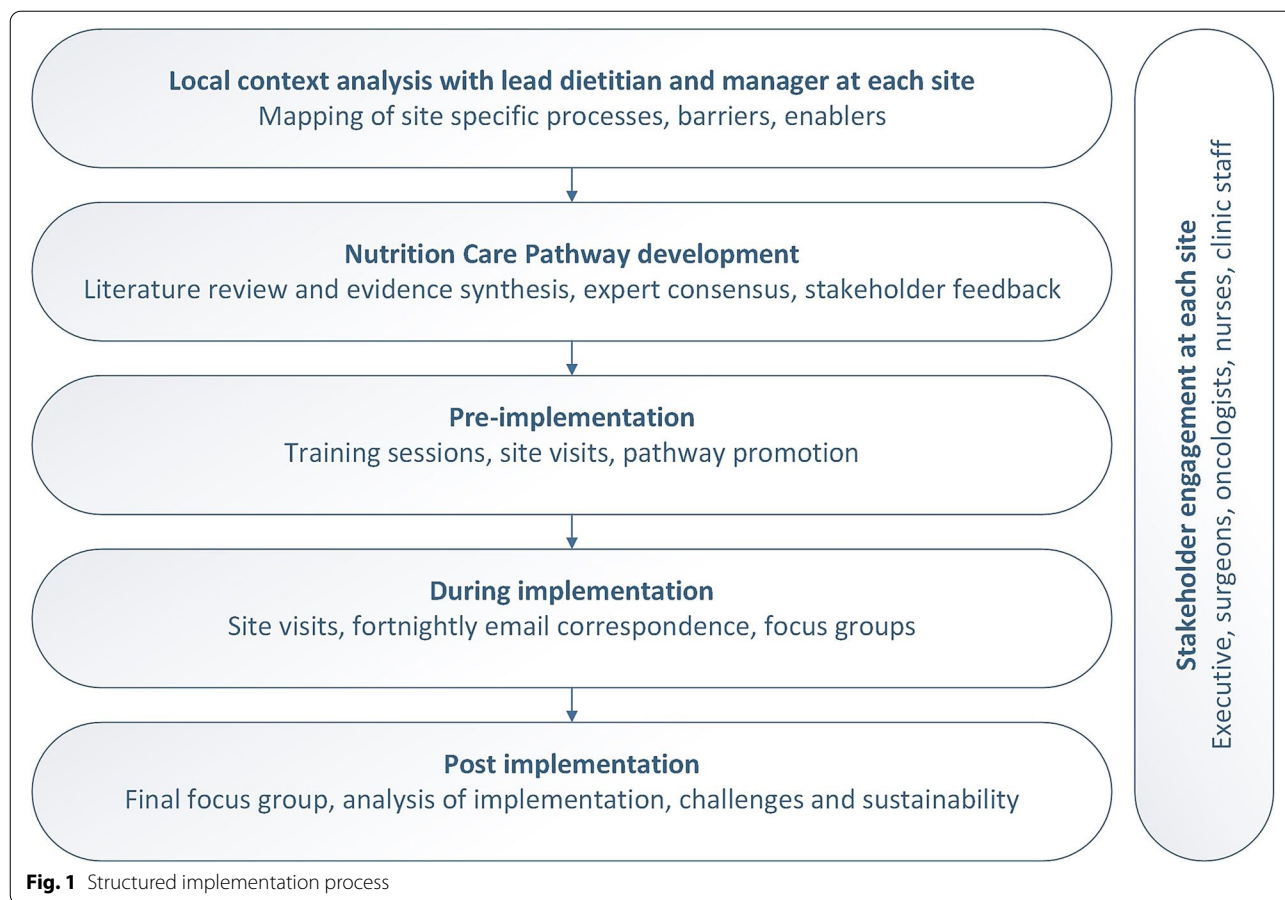 Local context analysis with lead dietitian and manager at each site
Mapping of site specific processes, barriers, enablers
Nutrition Care Pathway development
Literature review and evidence synthesis, expert consensus, stakeholder feedback
Pre-implementation
Training sessions, site visits, pathway promotion
During implementation
Site visits, fortnightly email correspondence, focus groups
Post implementation
Final focus group, analysis of implementation, challenges and sustainability
Stakeholder engagement at each site
Executive, surgeons, oncologists, nurses, clinic staff
Fig. 1 Structured implementation process